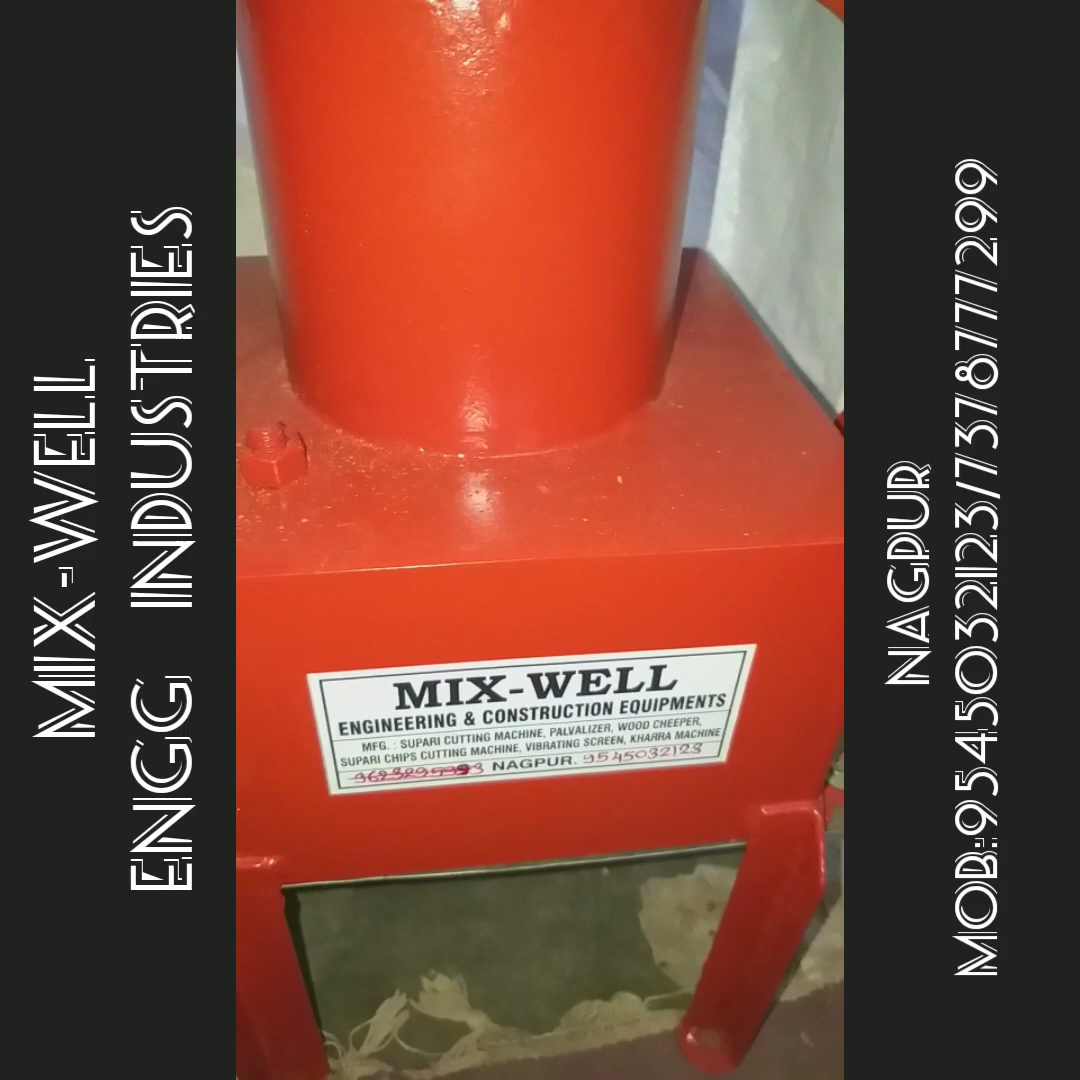 MIX-WELL
ENGG INDUSTRIES
MIX-WELL
ENGINEERING & CONSTRUCTION EQUIPMENTS
MFG. : SUPARI CUTTING MACHINE, PALVALIZER, WOOD CHEEPER,
SUPARI CHIPS CUTTING MACHINE, VIBRATING SCREEN, KHARRA MACHINE
NAGPUR. 9545032123
NAGPUR
MOB:9545032123/7378777299